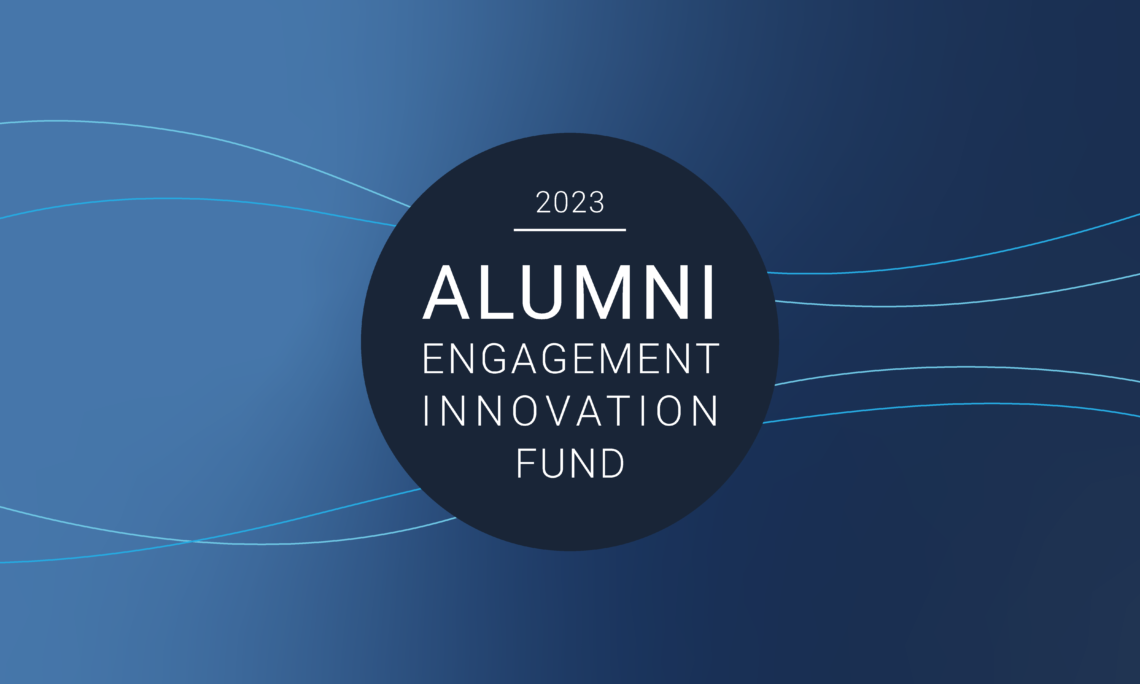 2023
ALUMNI
ENGAGEMENT
INNOVATION
FUND